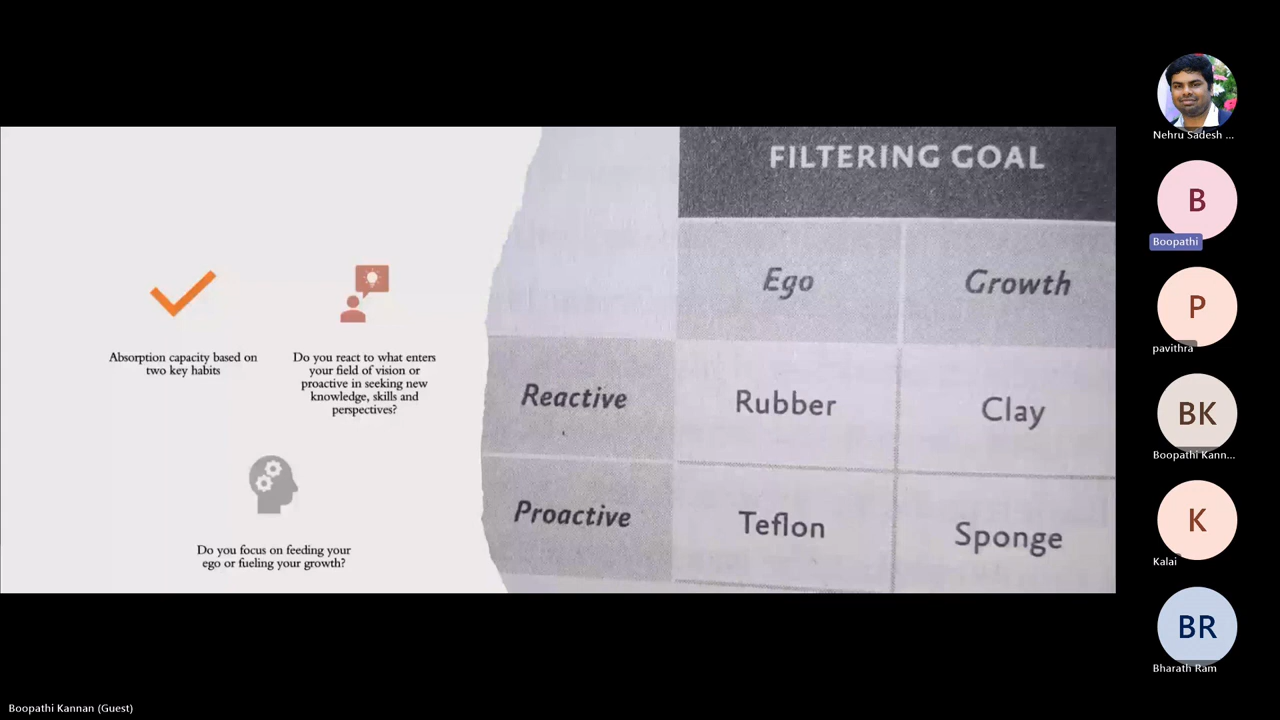 Absorption capacity based on
two key habits
Do you react to what enters
your field of vision or
proactive in seeking new
knowledge, skills and
perspectives?
Do you focus on feeding your
ego or fueling your growth?
FILTERING GOAL
Ego Growth
Reactive Rubber Clay
Proactive Teflon Sponge
Nehru Sadesh ...
B
Boopathi
P
pavithra
BK
Boopathi Kann...
K
Kalai
BR
Bharath Ram
Boopathi Kannan (Guest)